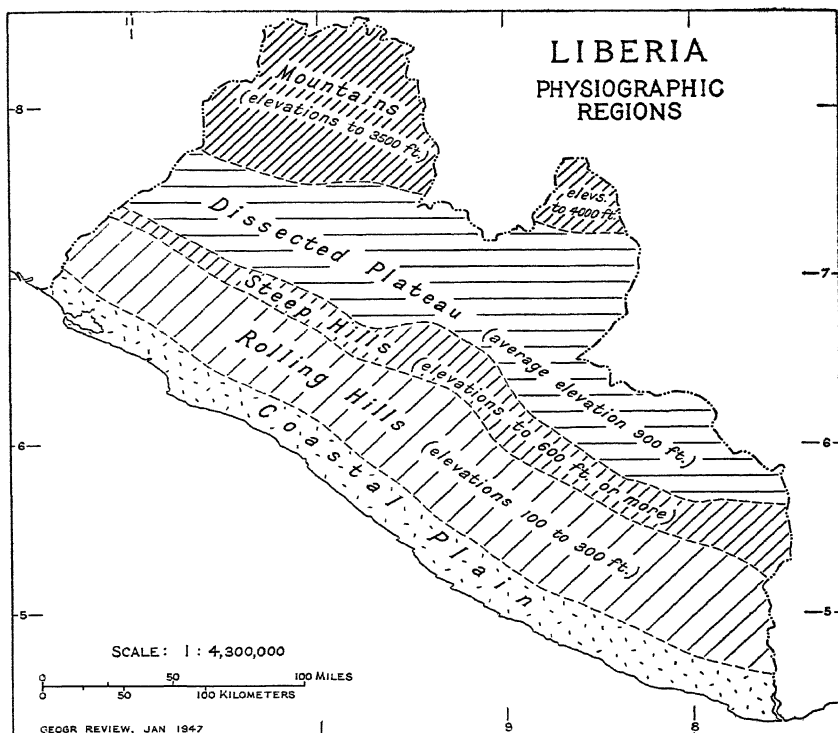 LIBERIA
PHYSIOGRAPHIC
REGIONS
11
Mountains
(elevations to 3500 ft.)
8
elevs.
to 4000 ft.
Dissected Plateau (average elevation 900 ft.)
7
7
Steep Hills (elevations to 600 ft. or more)
Rolling Hills (elevations 100 to 300 ft.)
6
6
Coastal Plain
5
5
SCALE: 1 : 4,300,000
0 50 100 MILES
0 50 100 KILOMETERS
9
8
GEOGR REVIEW, JAN 1947